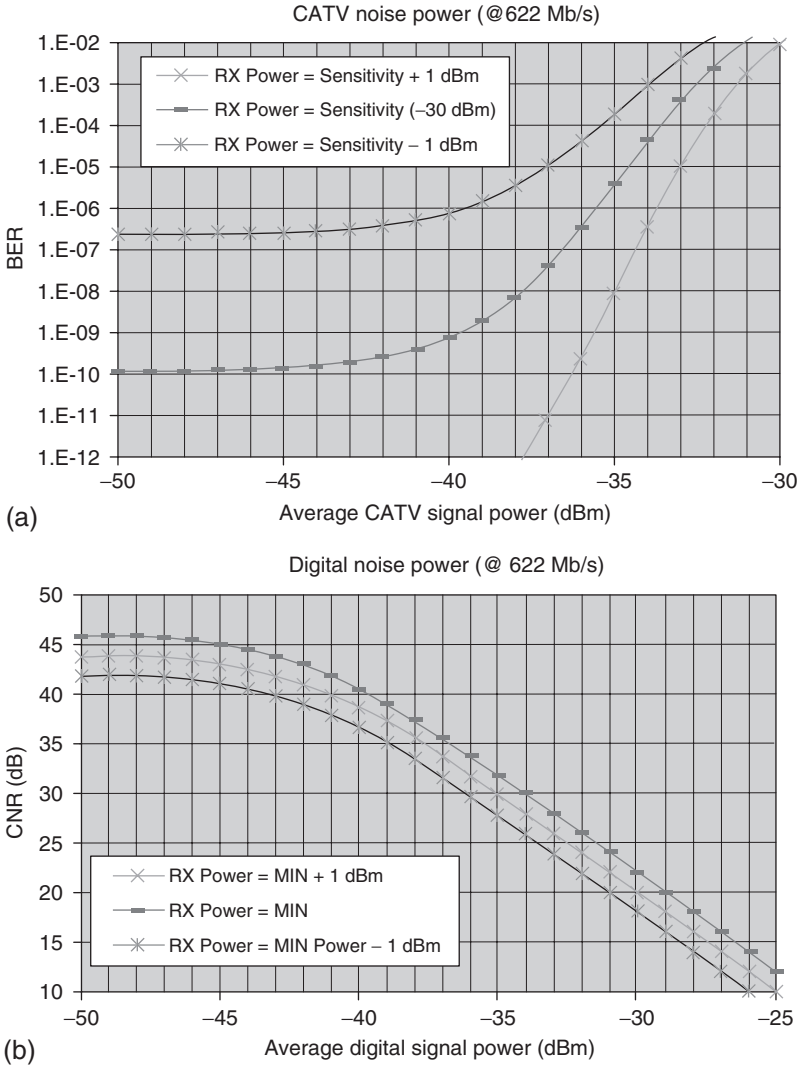 CATV noise power (@622 Mb/s)
1.E–02
1.E–03
1.E–04
1.E–05
1.E–06
1.E–07
1.E–08
1.E–09
1.E–10
1.E–11
1.E–12
BER
RX Power = Sensitivity + 1 dBm
RX Power = Sensitivity (–30 dBm)
RX Power = Sensitivity – 1 dBm
–50 –45 –40 –35 –30
Average CATV signal power (dBm)
(a)
Digital noise power (@ 622 Mb/s)
50
45
40
35
30
25
20
15
10
CNR (dB)
RX Power = MIN + 1 dBm
RX Power = MIN
RX Power = MIN Power – 1 dBm
–50 –45 –40 –35 –30 –25
Average digital signal power (dBm)
(b)